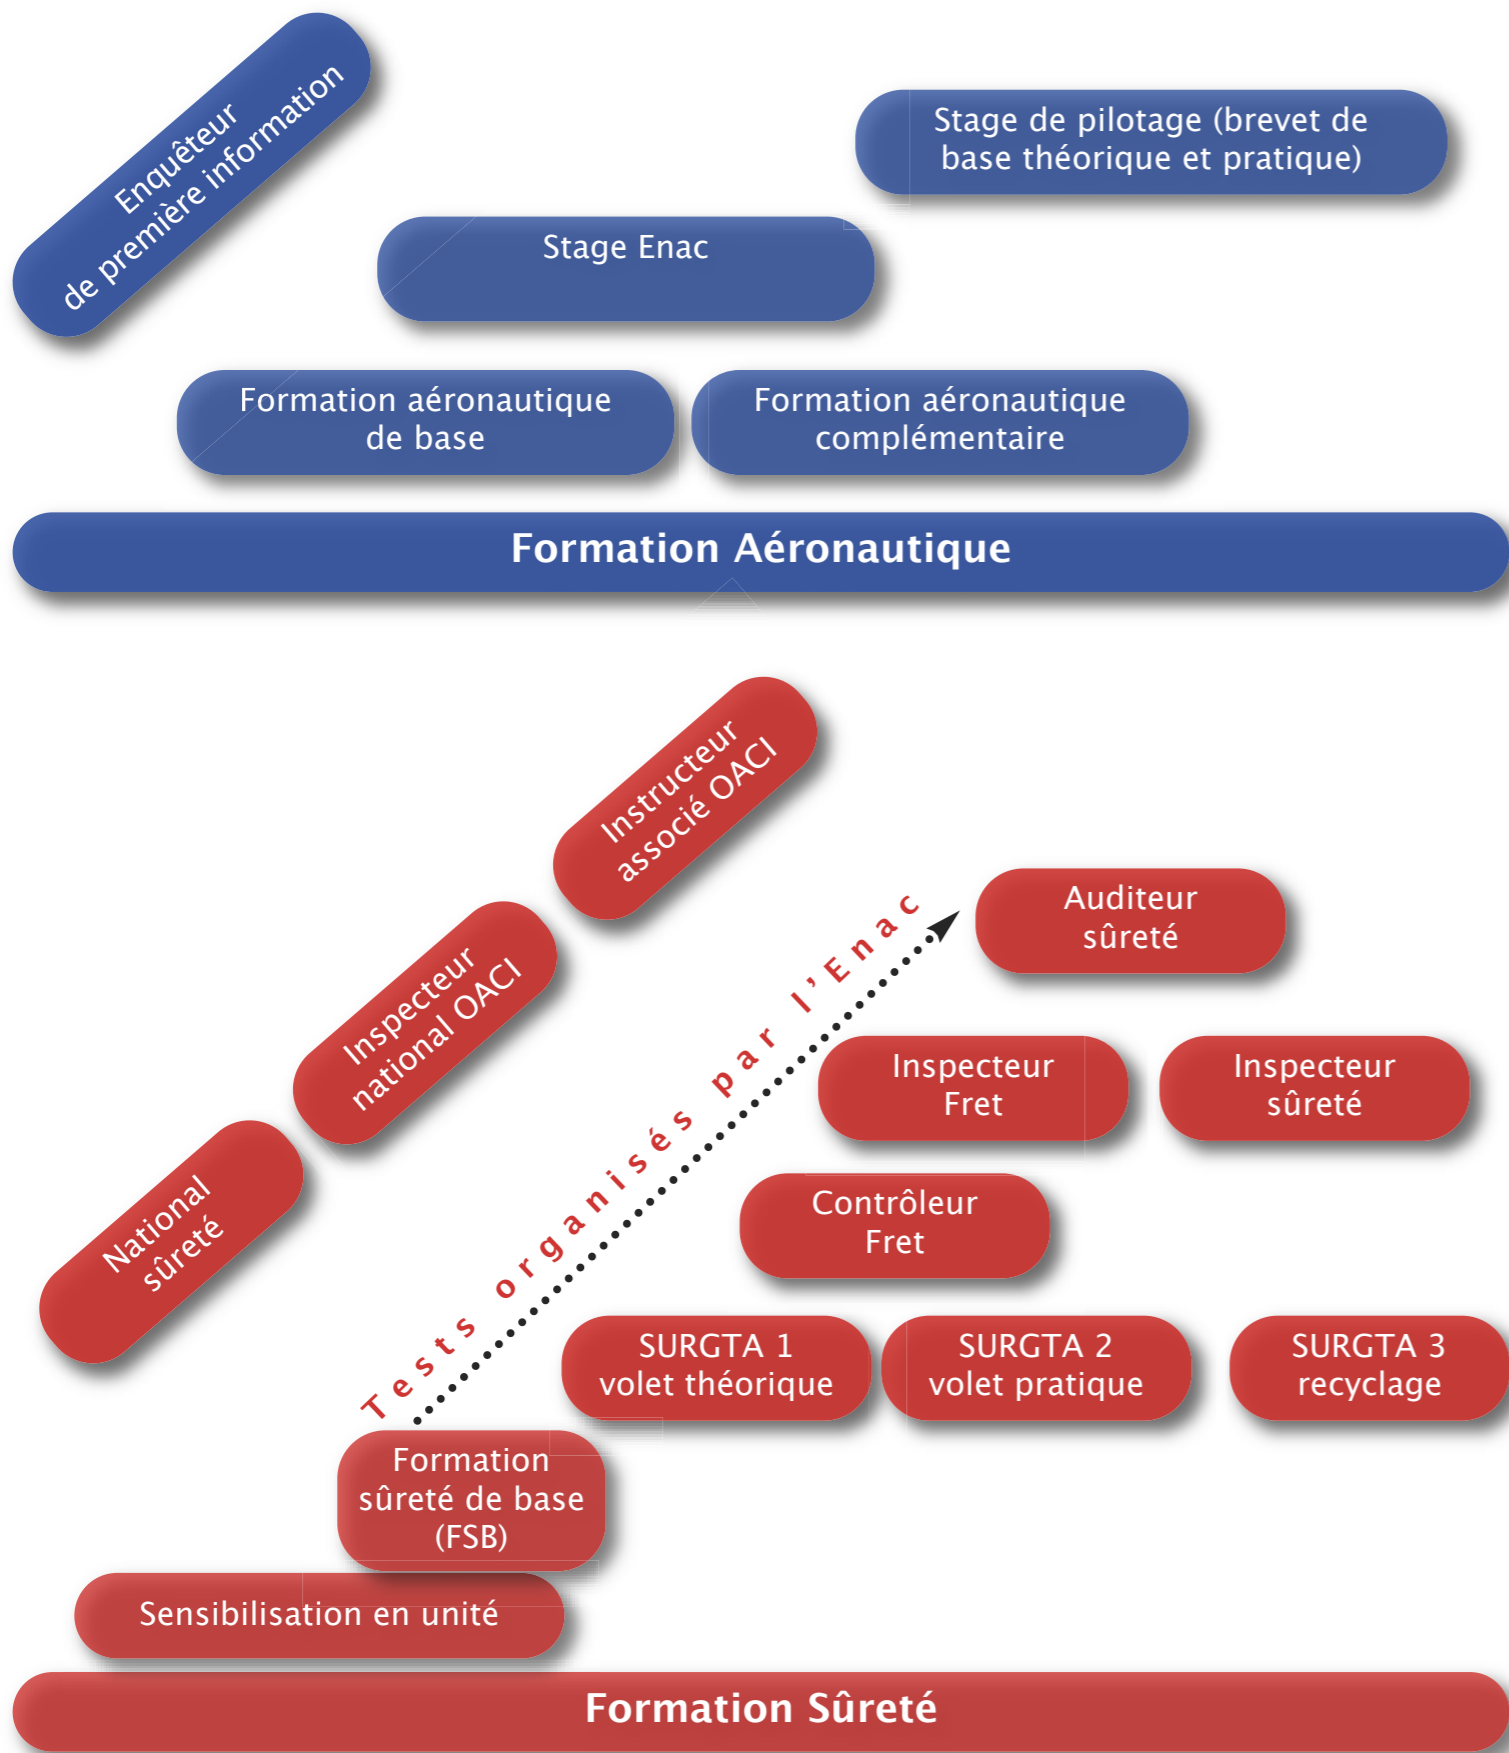 Enquêteur
de première information
Stage de pilotage (brevet de
base théorique et pratique)
Stage Enac
Formation aéronautique
de base
Formation aéronautique
complémentaire
Formation Aéronautique
Instructeur
associé OACI
Inspecteur
national OACI
National
sûreté
Tests organisés par l'Enac
Auditeur
sûreté
Inspecteur
Fret
Inspecteur
sûreté
Contrôleur
Fret
SURGTA 1
volet théorique
SURGTA 2
volet pratique
SURGTA 3
recyclage
Formation
sûreté de base
(FSB)
Sensibilisation en unité
Formation Sûreté